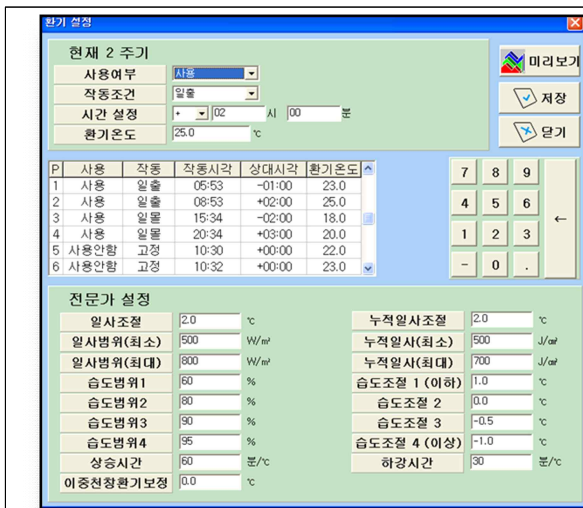 환기 설정
현재 2 주기
사용여부 사용
작동조건 일출
시간 설정 + 02 시 00 분
환기온도 25.0 ℃
미리보기
저장
닫기
P 사용 작동 작동시각 상대시각 환기온도
1 사용 일출 05:53 -01:00 23.0
2 사용 일출 08:53 +02:00 25.0
3 사용 일몰 15:34 -02:00 18.0
4 사용 일몰 20:34 +03:00 20.0
5 사용안함 고정 10:30 +00:00 22.0
6 사용안함 고정 10:32 +00:00 23.0
7 8 9
4 5 6
1 2 3 ←
- 0 .
전문가 설정
일사조절 2.0 ℃ 누적일사조절 2.0 ℃
일사범위(최소) 500 W/㎡ 누적일사(최소) 500 J/㎠
일사범위(최대) 800 W/㎡ 누적일사(최대) 700 J/㎠
습도범위1 60 % 습도조절 1 (이하) 1.0 ℃
습도범위2 80 % 습도조절 2 0.0 ℃
습도범위3 90 % 습도조절 3 -0.5 ℃
습도범위4 95 % 습도조절 4 (이상) -1.0 ℃
상승시간 60 분/℃ 하강시간 30 분/℃
이중천창환기보정 0.0 ℃